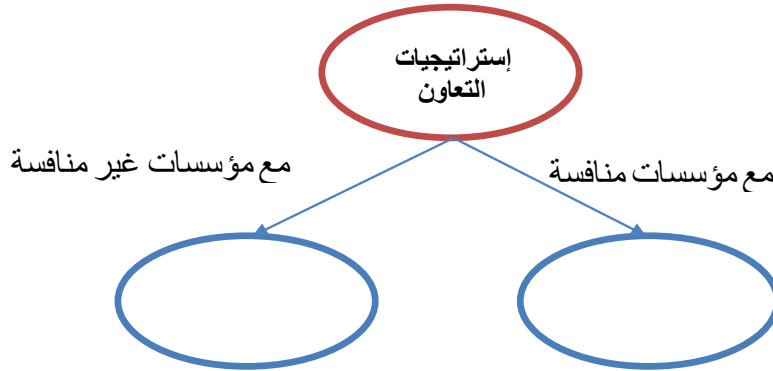 إستراتيجيات
التعاون
مع مؤسسات منافسة
مع مؤسسات غير منافسة